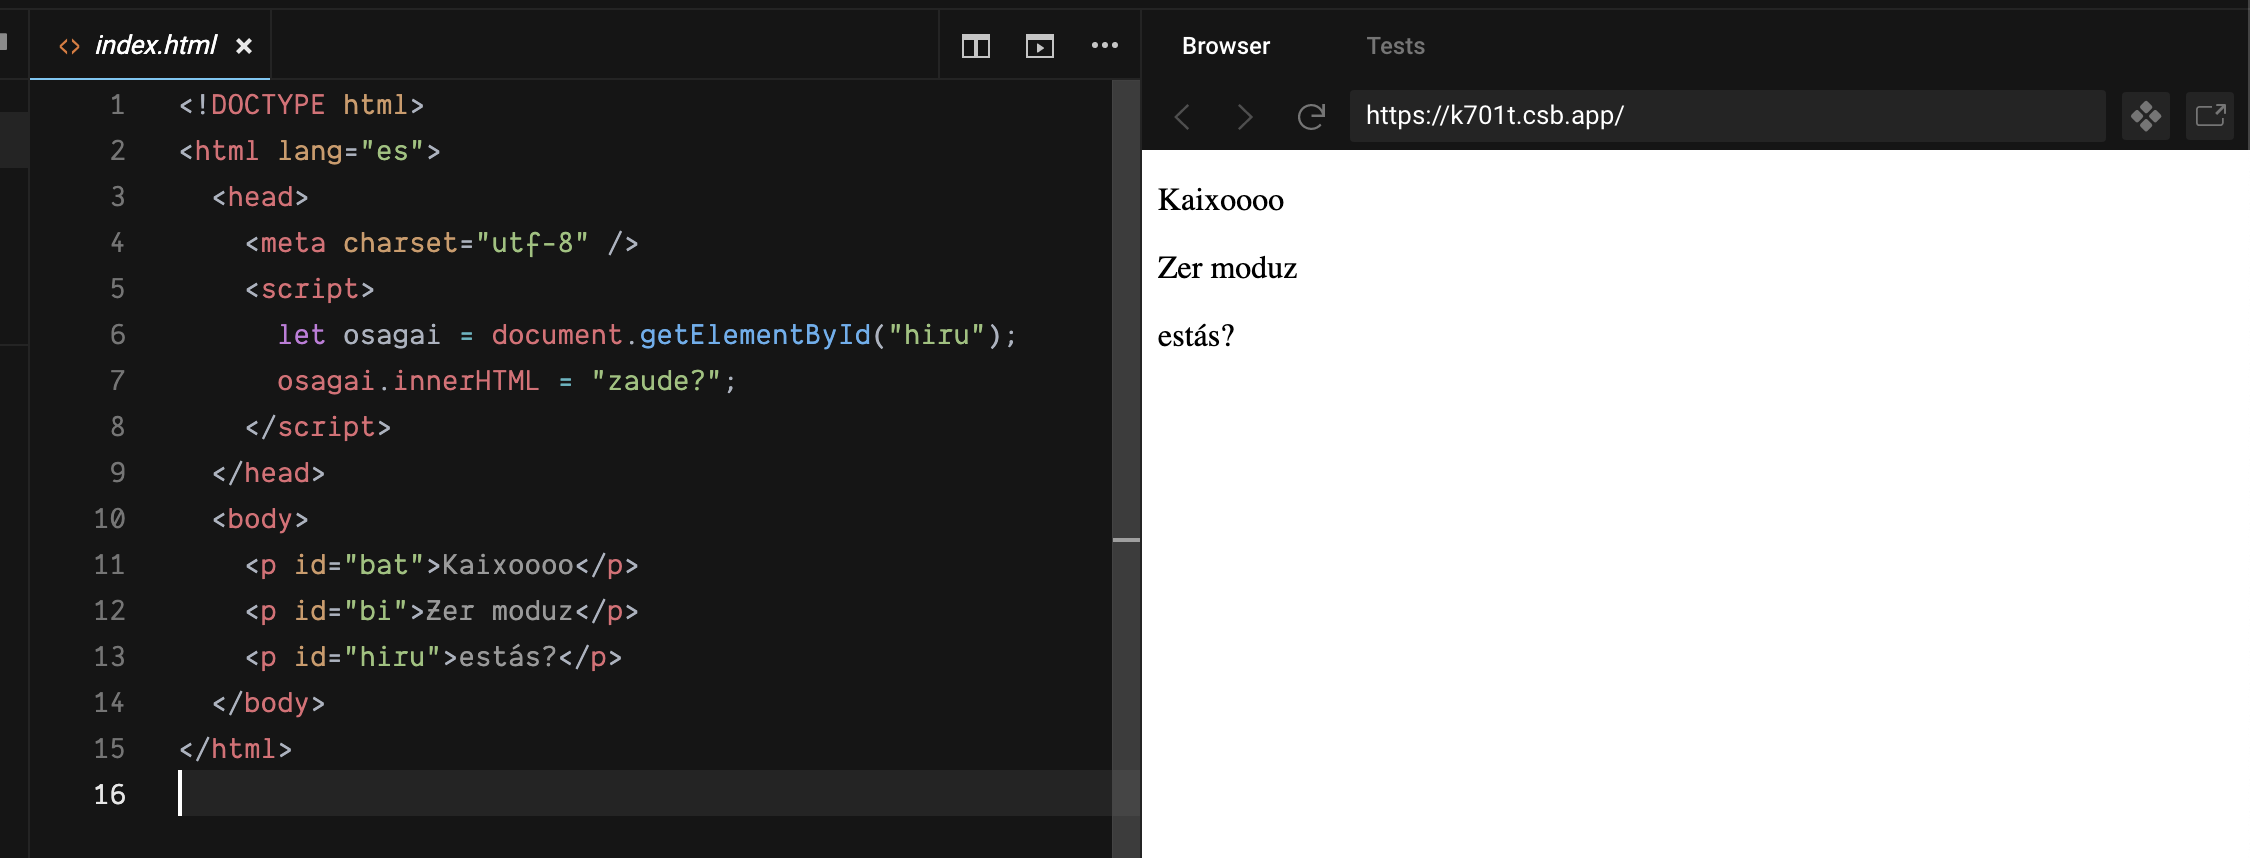 index.html
1 <!DOCTYPE html>
2 <html lang="es">
3 <head>
4 <meta charset="utf-8" />
5 <script>
6 let osagai = document.getElementById("hiru");
7 osagai.innerHTML = "zaude?";
8 </script>
9 </head>
10 <body>
11 <p id="bat">Kaixoooo</p>
12 <p id="bi">Zer moduz</p>
13 <p id="hiru">estás?</p>
14 </body>
15 </html>
16
Browser Tests
https://k701t.csb.app/
Kaixoooo
Zer moduz
estás?